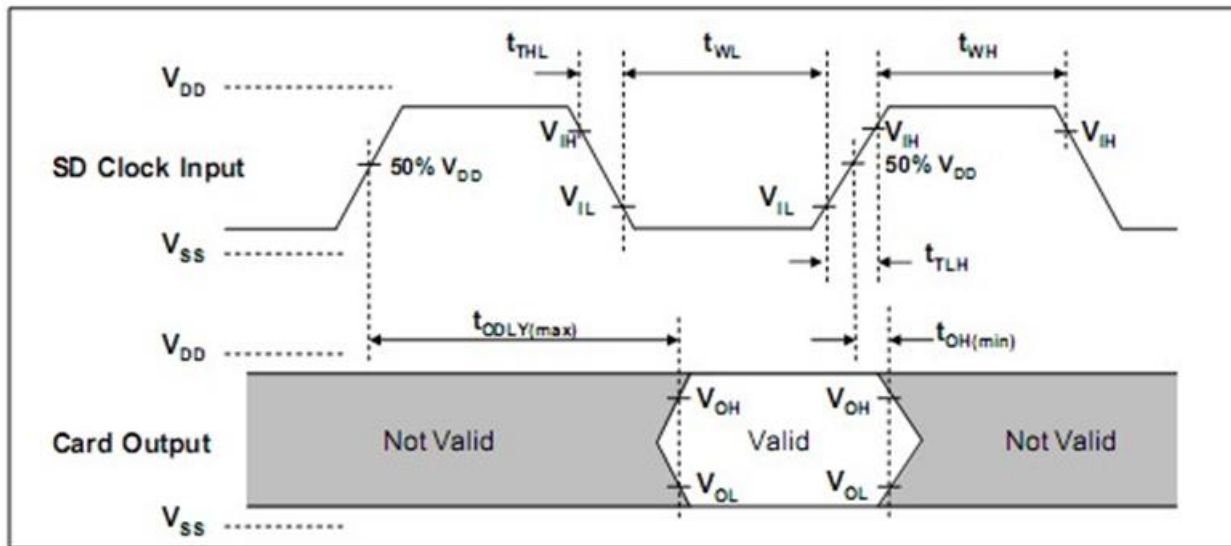 tTHL
tWL
tWH
VDD
VIH
VIH
VIH
SD Clock Input
50% VDD
50% VDD
VIL
VIL
VSS
tTLH
tODLY(max)
tOH(min)
VDD
VOH
VOH
Card Output
Not Valid
Valid
Not Valid
VOL
VOL
VSS